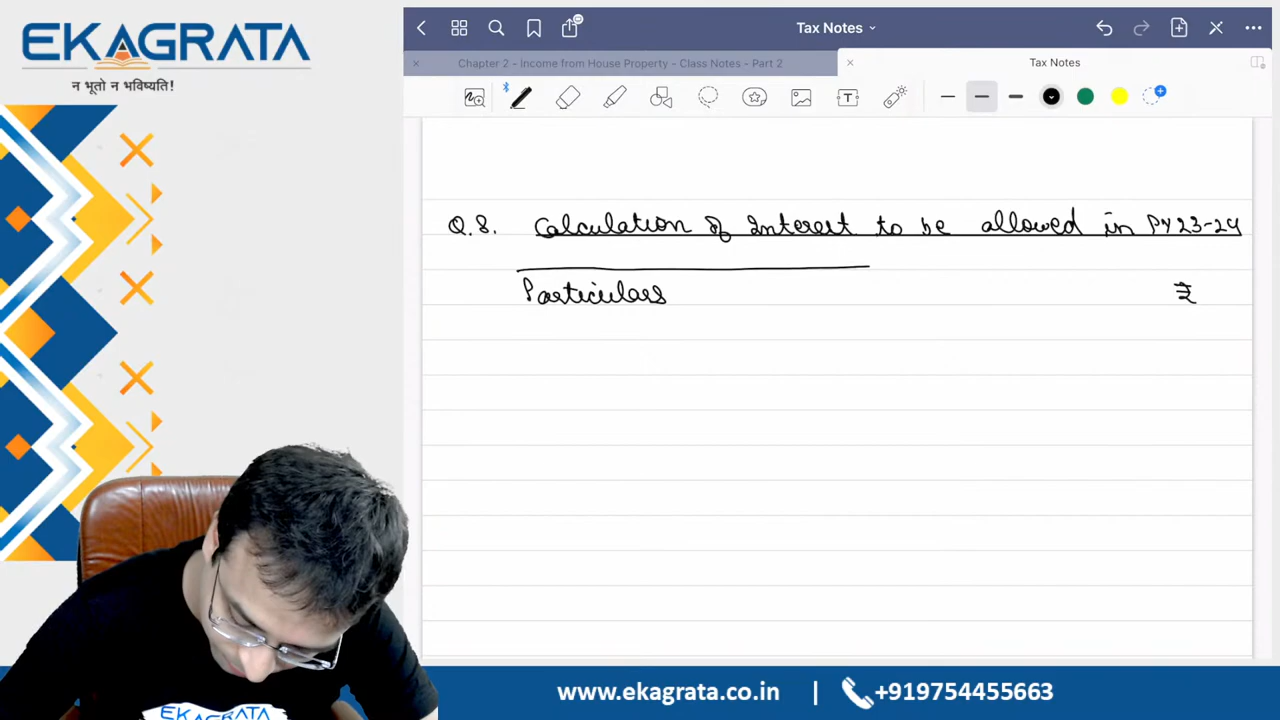 EKAGRATA
न भूतो न भविष्यति!
Tax Notes
Chapter 2 - Income from House Property - Class Notes - Part 2
Tax Notes
Q.8. Calculation of Interest to be allowed in PY 23-24
Particulars ₹
EKAGRATA
www.ekagrata.co.in | +919754455663